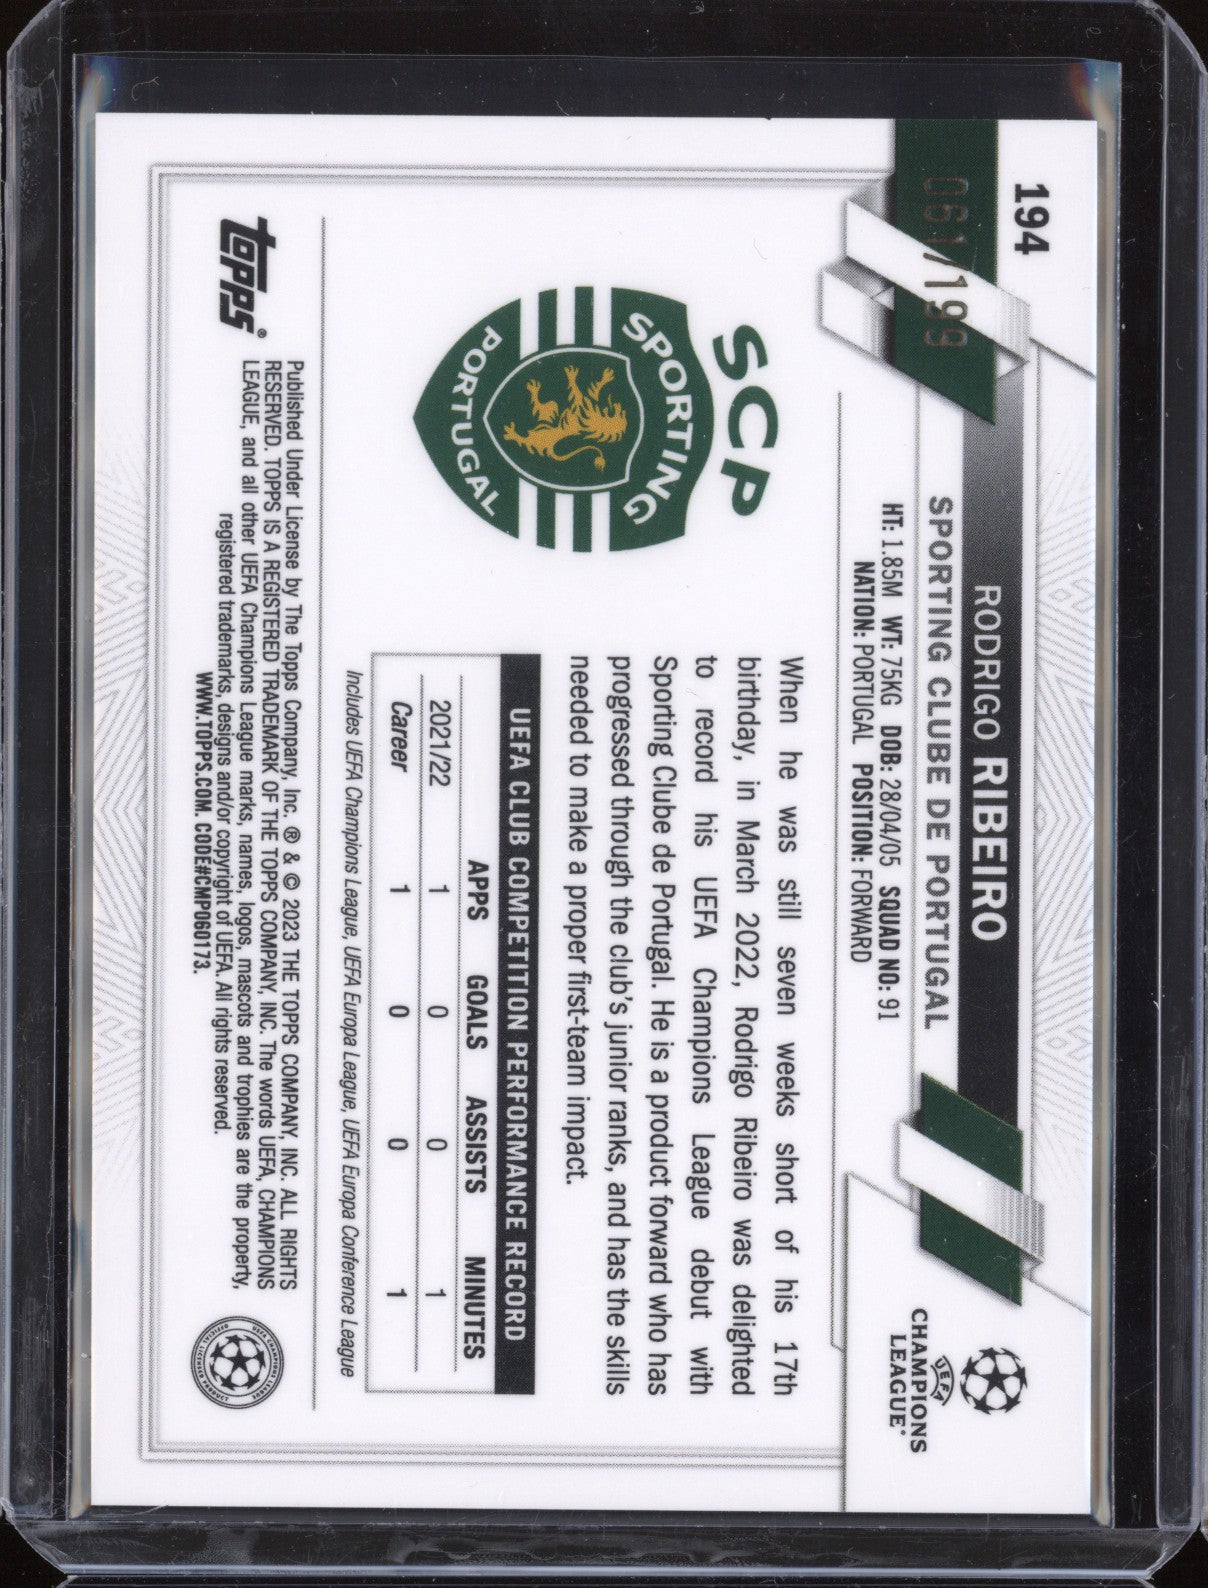 194
061/199
RODRIGO RIBEIRO
SPORTING CLUBE DE PORTUGAL
HT: 1.85M WT: 75KG DOB: 28/04/05 SQUAD NO: 91
NATION: PORTUGAL POSITION: FORWARD
UEFA
CHAMPIONS
LEAGUE®
SCP
SPORTING
PORTUGAL
When he was still seven weeks short of his 17th
birthday, in March 2022, Rodrigo Ribeiro was delighted
to record his UEFA Champions League debut with
Sporting Clube de Portugal. He is a product forward who has
progressed through the club's junior ranks, and has the skills
needed to make a proper first-team impact.
UEFA CLUB COMPETITION PERFORMANCE RECORD
APPS GOALS ASSISTS MINUTES
2021/22 1 0 0 1
Career 1 0 0 1
Includes UEFA Champions League, UEFA Europa League, UEFA Europa Conference League
topps®
Published Under License by The Topps Company, Inc. ® & © 2023 THE TOPPS COMPANY, INC. ALL RIGHTS
RESERVED. TOPPS IS A REGISTERED TRADEMARK OF THE TOPPS COMPANY, INC. The words UEFA, CHAMPIONS
LEAGUE, and all other UEFA Champions League marks, names, logos, mascots and trophies are the property,
registered trademarks, designs and/or copyright of UEFA. All rights reserved.
WWW.TOPPS.COM. CODE#CMP060173.
UEFA CHAMPIONS LEAGUE
OFFICIAL LICENSED PRODUCT